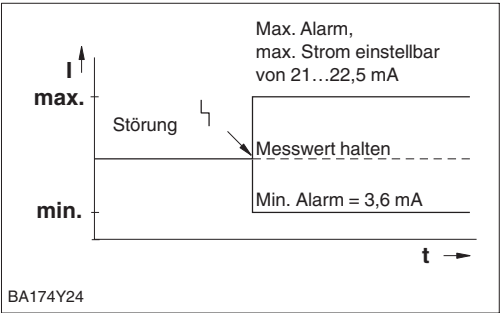 Max. Alarm,
max. Strom einstellbar
von 21...22,5 mA
I
max.
Störung
Messwert halten
min.
Min. Alarm = 3,6 mA
t
BA174Y24